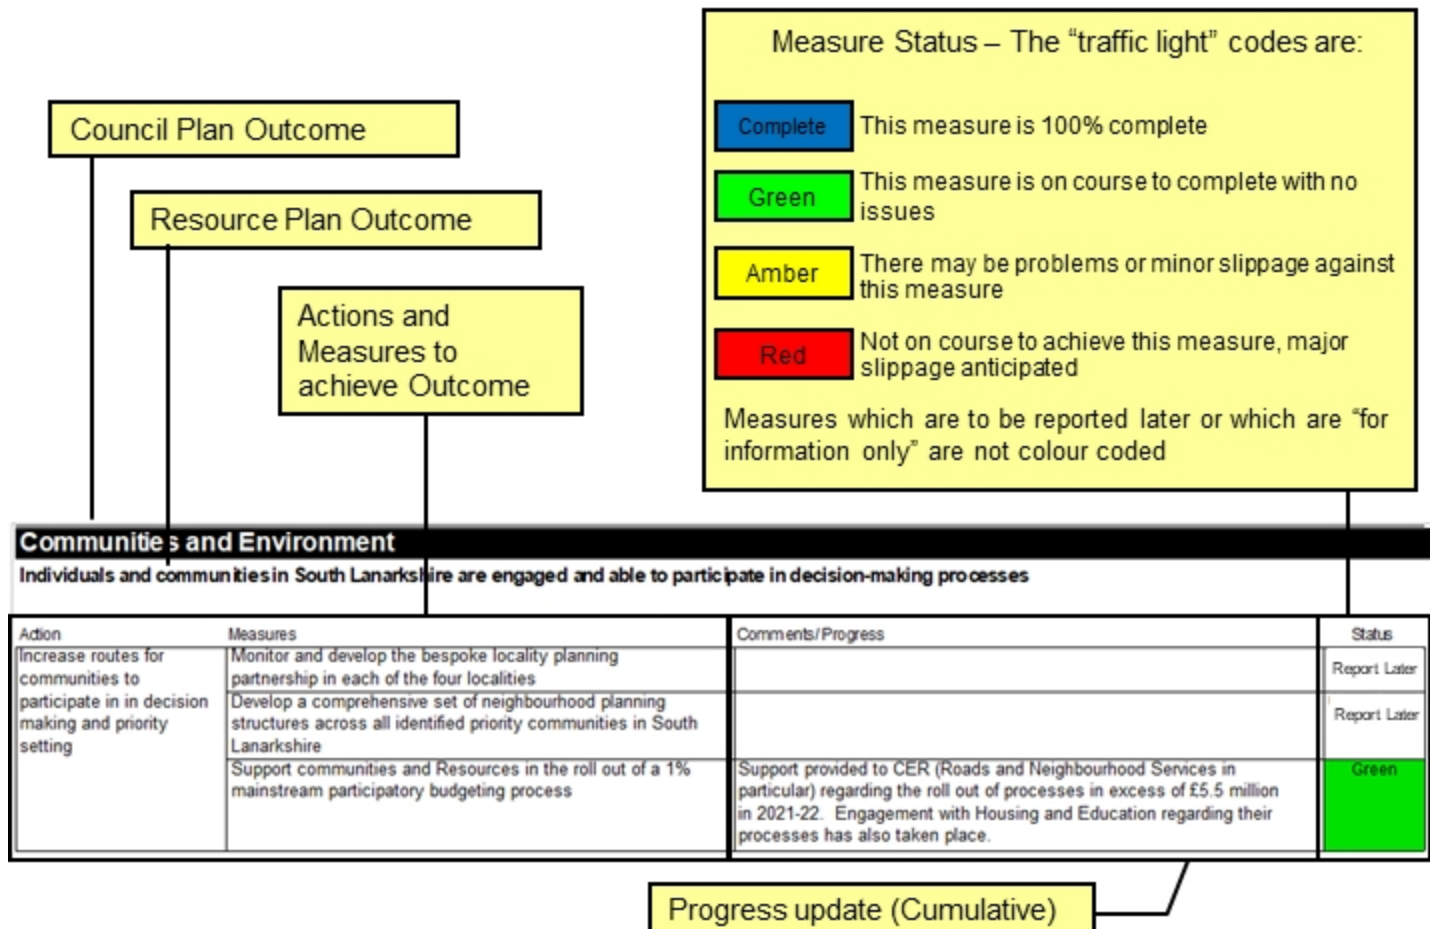 Measure Status – The “traffic light” codes are:
Council Plan Outcome
Complete
This measure is 100% complete
Resource Plan Outcome
Green
This measure is on course to complete with no
issues
Amber
There may be problems or minor slippage against
this measure
Actions and
Measures to
achieve Outcome
Red
Not on course to achieve this measure, major
slippage anticipated
Measures which are to be reported later or which are “for
information only” are not colour coded
Communities and Environment
Individuals and communities in South Lanarkshire are engaged and able to participate in decision-making processes
Action
Measures
Comments/Progress
Status
Increase routes for
communities to
participate in in decision
making and priority
setting
Monitor and develop the bespoke locality planning
partnership in each of the four localities
Report Later
Develop a comprehensive set of neighbourhood planning
structures across all identified priority communities in South
Lanarkshire
Report Later
Support communities and Resources in the roll out of a 1%
mainstream participatory budgeting process
Support provided to CER (Roads and Neighbourhood Services in
particular) regarding the roll out of processes in excess of £5.5 million
in 2021-22. Engagement with Housing and Education regarding their
processes has also taken place.
Green
Progress update (Cumulative)